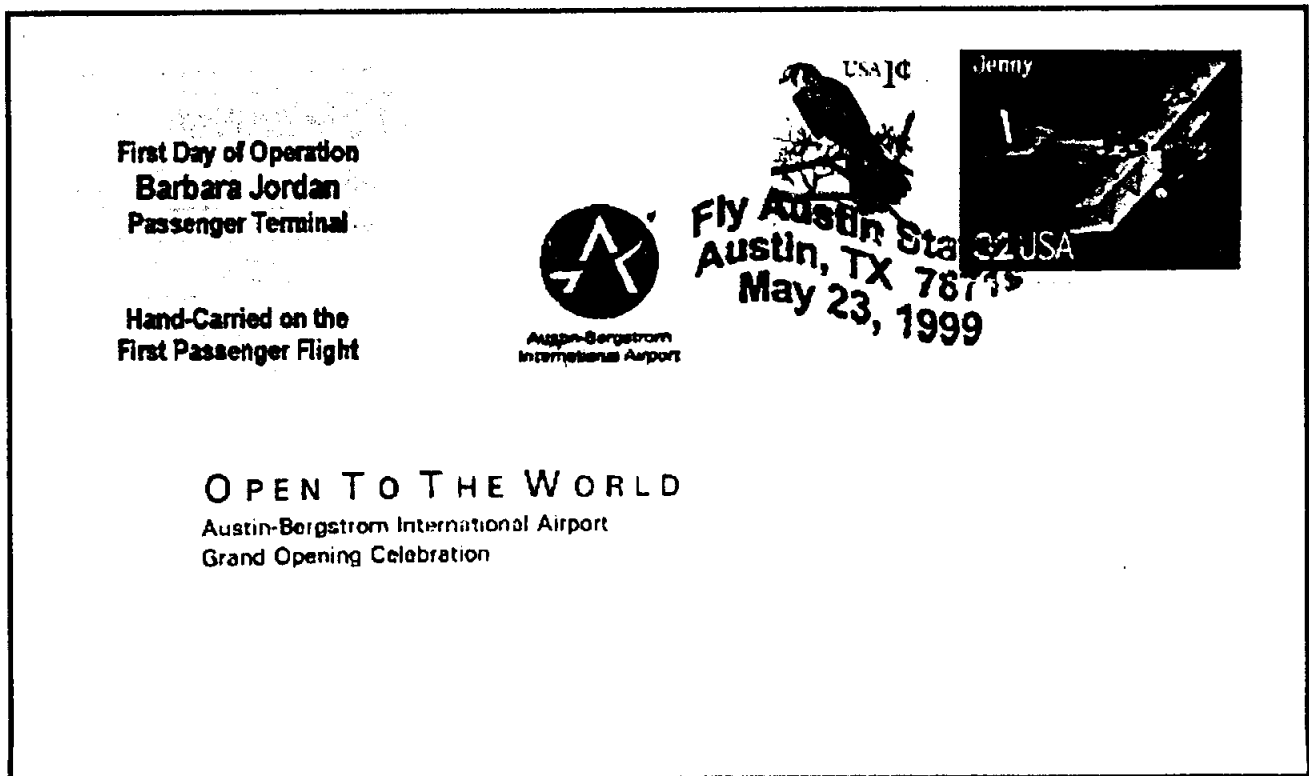 First Day of Operation
Barbara Jordan
Passenger Terminal
Hand-Carried on the
First Passenger Flight
Austin-Bergstrom
International Airport
USA 1¢
Jenny
32 USA
Fly Austin
Austin, TX
May 23, 1999
OPEN TO THE WORLD
Austin-Bergstrom International Airport
Grand Opening Celebration